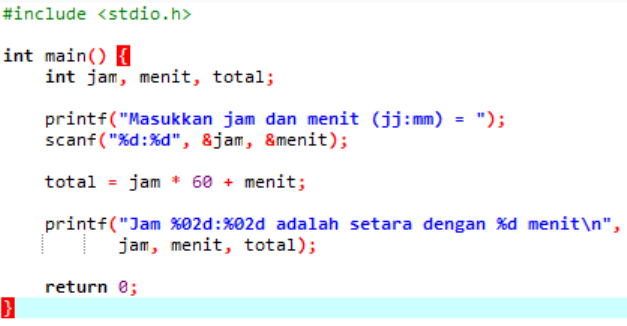 #include <stdio.h>
int main() {
int jam, menit, total;
printf("Masukkan jam dan menit (jj:mm) = ");
scanf("%d:%d", &jam, &menit);
total = jam * 60 + menit;
printf("Jam %02d:%02d adalah setara dengan %d menit\n",
jam, menit, total);
return 0;
}